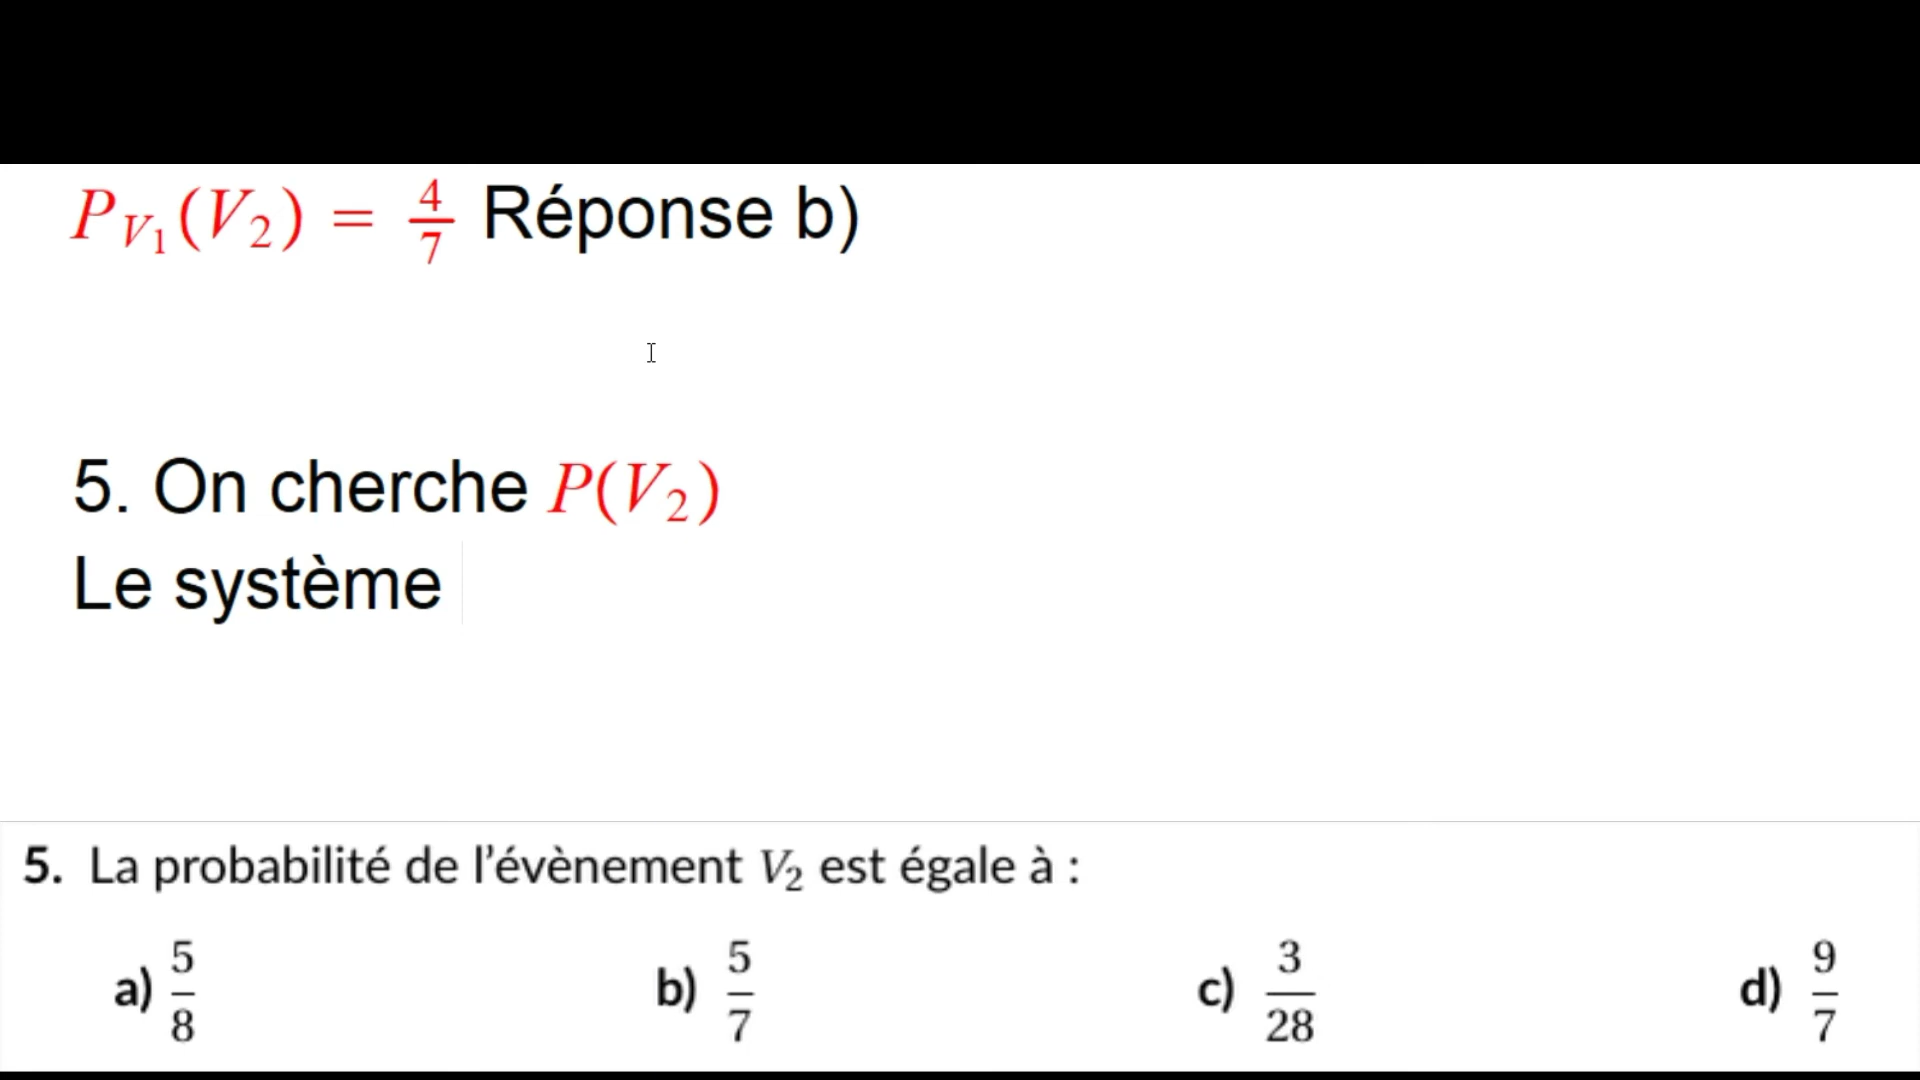 P_{V_1}(V_2) = 4/7 Réponse b)
5. On cherche P(V_2)
Le système
5. La probabilité de l'évènement V_2 est égale à :
a) 5/8 b) 5/7 c) 3/28 d) 9/7